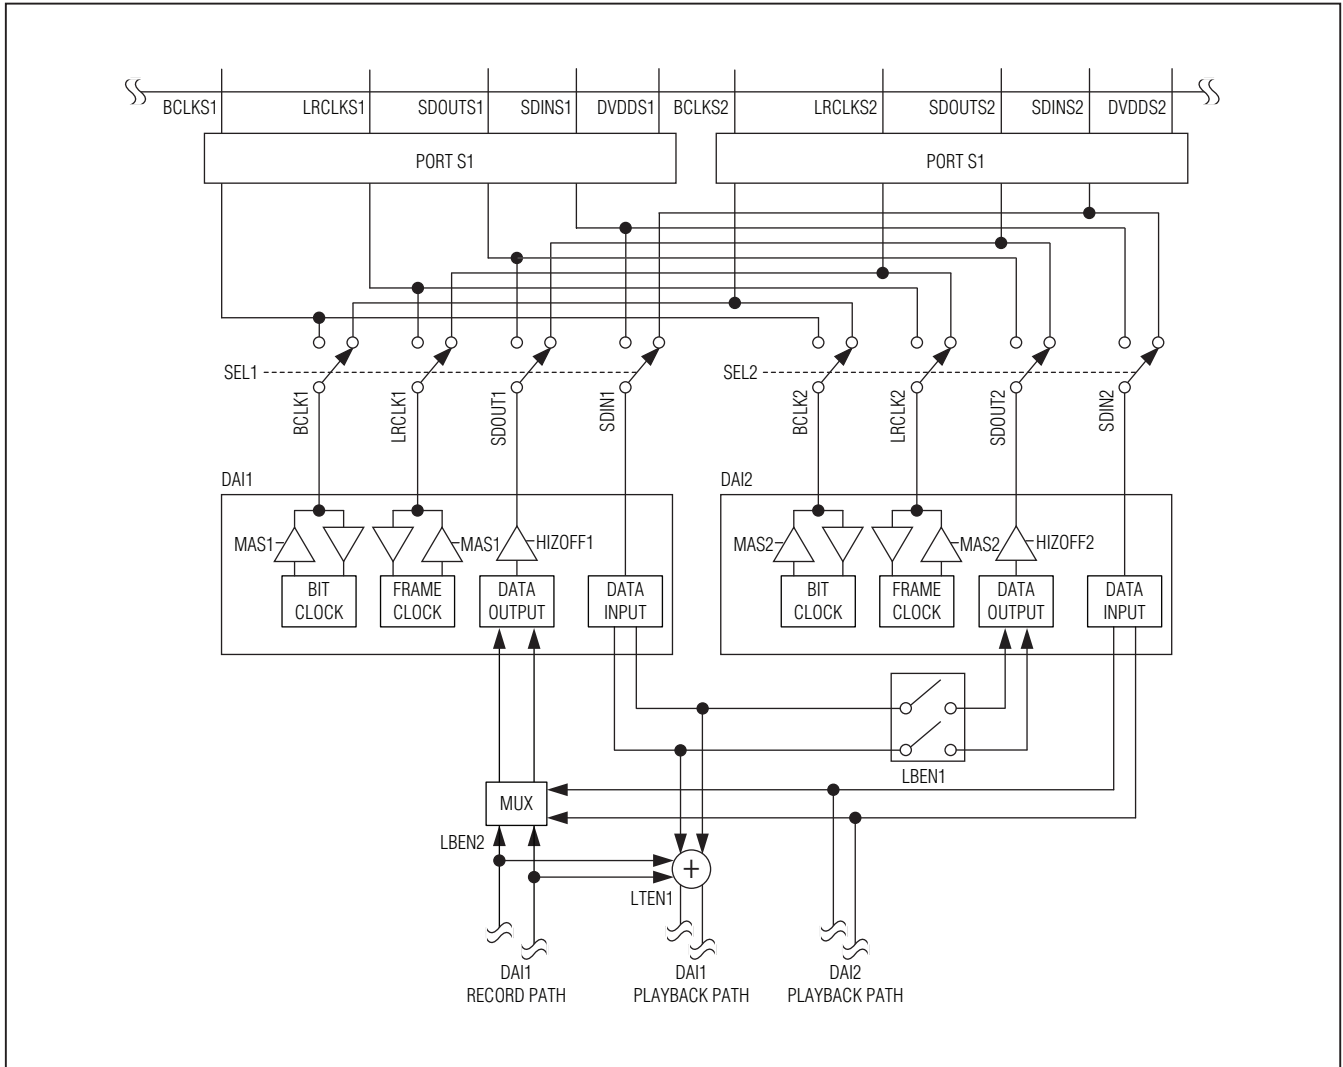 BCLKS1 LRCLKS1 SDOUTS1 SDINS1 DVDDS1 BCLKS2 LRCLKS2 SDOUTS2 SDINS2 DVDDS2
PORT S1 PORT S1
SEL1 SEL2
BCLK1 LRCLK1 SDOUT1 SDIN1 BCLK2 LRCLK2 SDOUT2 SDIN2
DAI1 DAI2
MAS1 MAS1 HIZOFF1 MAS2 MAS2 HIZOFF2
BIT FRAME DATA DATA BIT FRAME DATA DATA
CLOCK CLOCK OUTPUT INPUT CLOCK CLOCK OUTPUT INPUT
LBEN1
MUX
LBEN2
+
LTEN1
DAI1 DAI1 DAI2
RECORD PATH PLAYBACK PATH PLAYBACK PATH